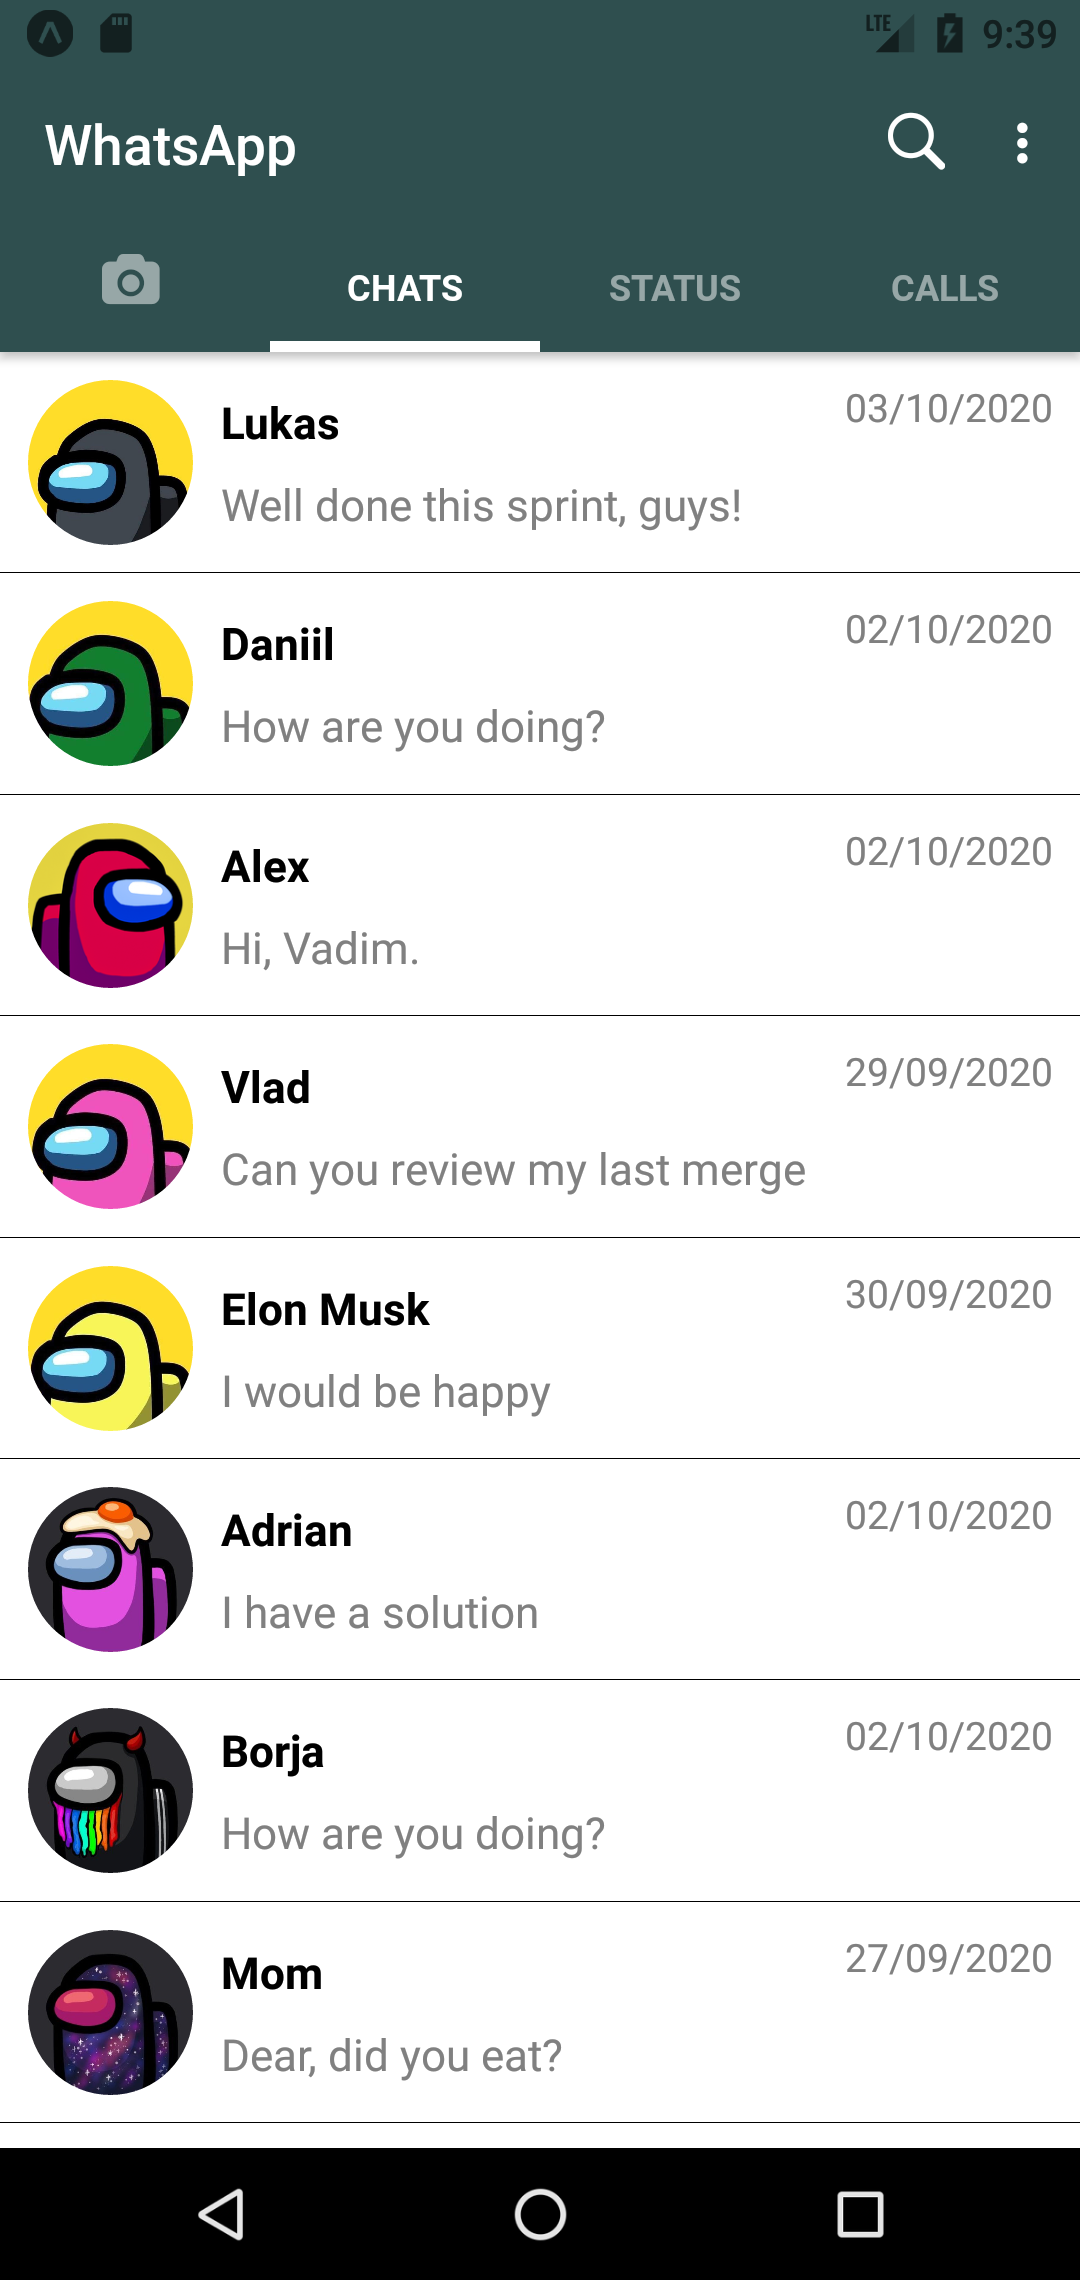 LTE 9:39
WhatsApp
CHATS STATUS CALLS
Lukas 03/10/2020
Well done this sprint, guys!
Daniil 02/10/2020
How are you doing?
Alex 02/10/2020
Hi, Vadim.
Vlad 29/09/2020
Can you review my last merge
Elon Musk 30/09/2020
I would be happy
Adrian 02/10/2020
I have a solution
Borja 02/10/2020
How are you doing?
Mom 27/09/2020
Dear, did you eat?